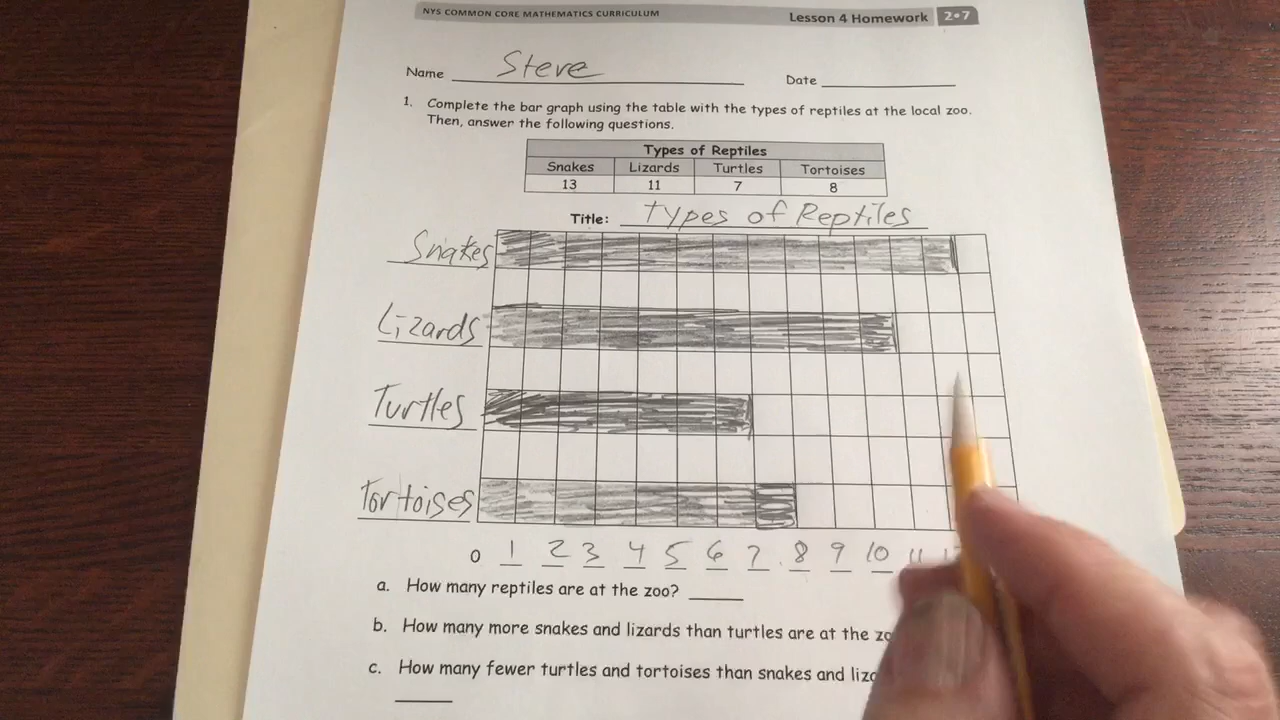 NYS COMMON CORE MATHEMATICS CURRICULUM Lesson 4 Homework 2•7
Name Steve Date
1. Complete the bar graph using the table with the types of reptiles at the local zoo.
Then, answer the following questions.
Types of Reptiles
Snakes Lizards Turtles Tortoises
13 11 7 8
Title: Types of Reptiles
Snakes
Lizards
Turtles
Tortoises
0 1 2 3 4 5 6 7 8 9 10 11
a. How many reptiles are at the zoo?
b. How many more snakes and lizards than turtles are at the
c. How many fewer turtles and tortoises than snakes and